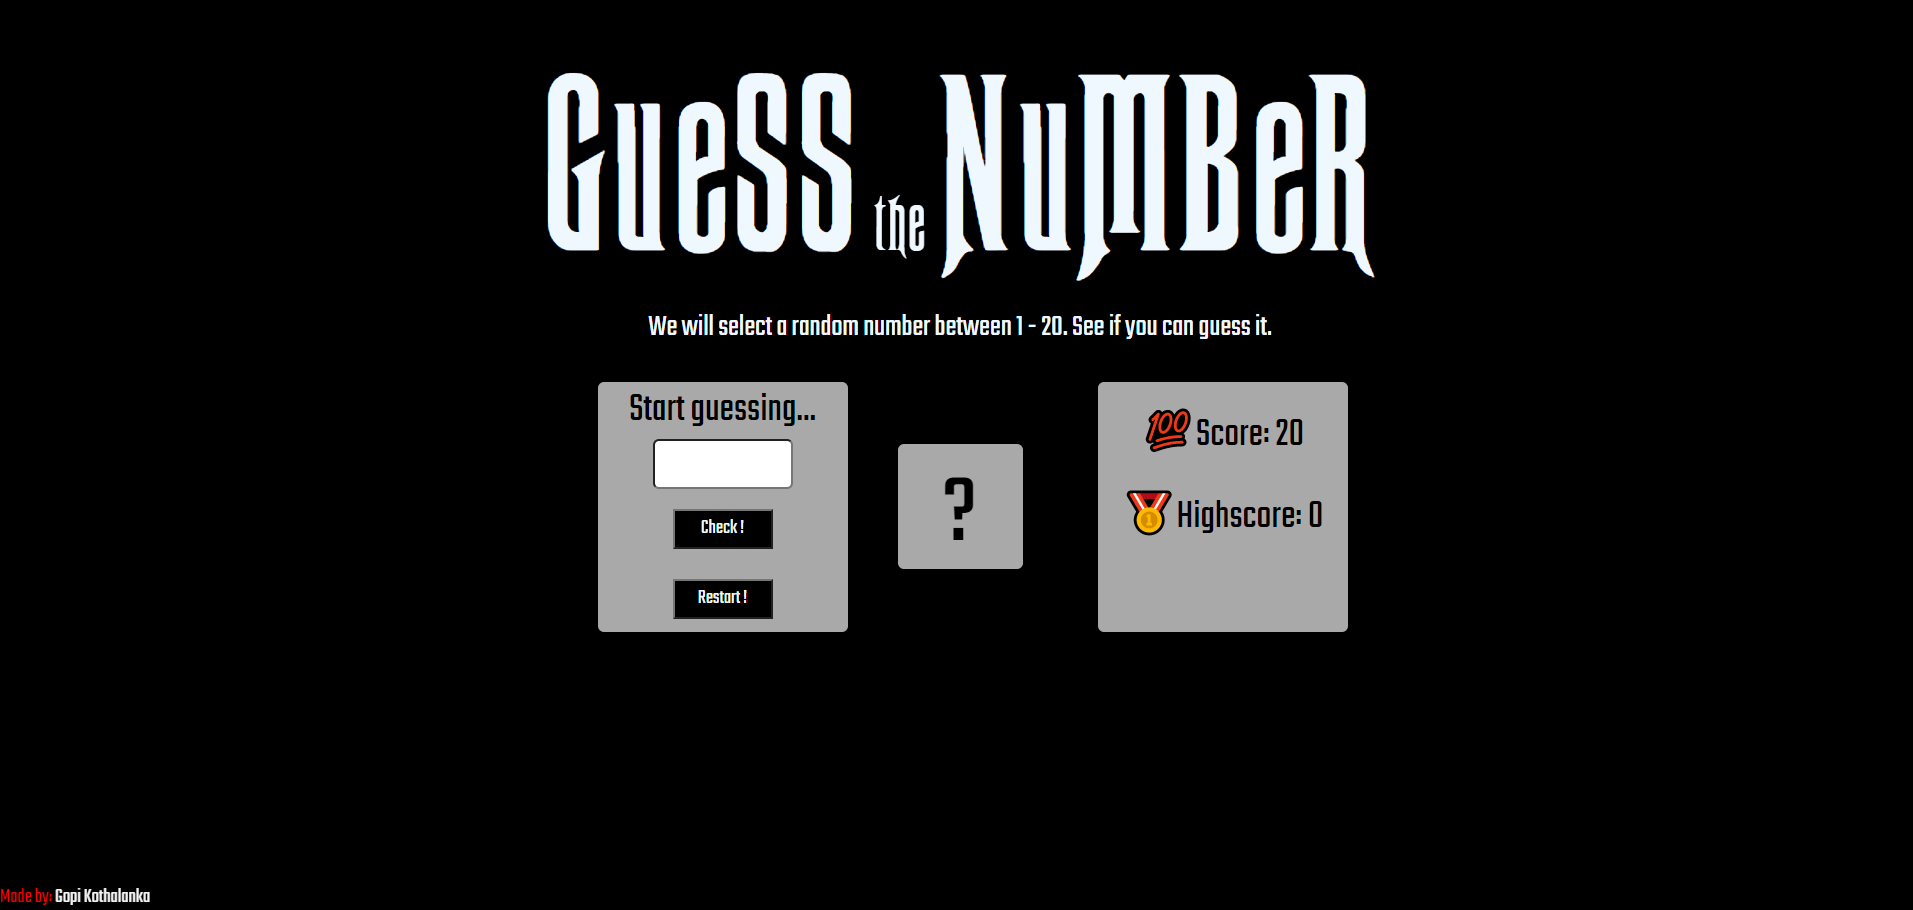 GueSS the NuMBeR
We will select a random number between 1 - 20. See if you can guess it.
Start guessing...
Check !
Restart !
?
💯 Score: 20
🥇 Highscore: 0
Made by: Gopi Kathalanka